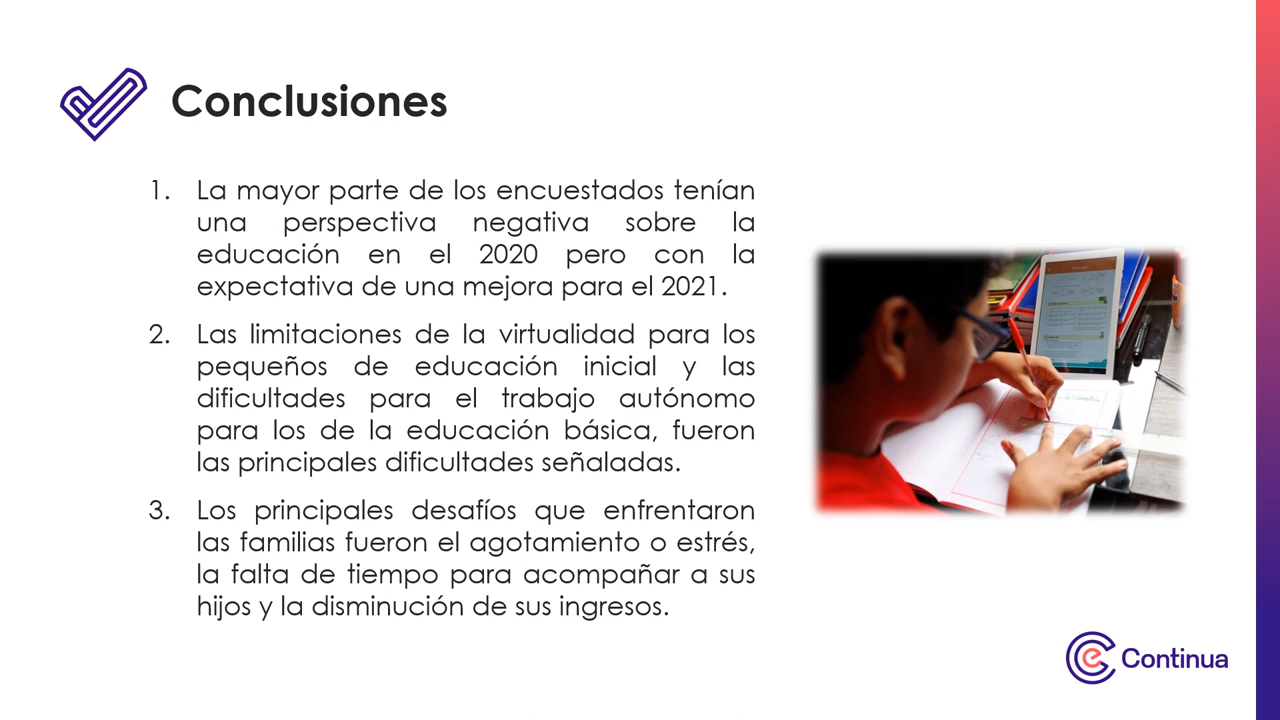 Conclusiones
1. La mayor parte de los encuestados tenían
una perspectiva negativa sobre la
educación en el 2020 pero con la
expectativa de una mejora para el 2021.
2. Las limitaciones de la virtualidad para los
pequeños de educación inicial y las
dificultades para el trabajo autónomo
para los de la educación básica, fueron
las principales dificultades señaladas.
3. Los principales desafíos que enfrentaron
las familias fueron el agotamiento o estrés,
la falta de tiempo para acompañar a sus
hijos y la disminución de sus ingresos.
e Continua